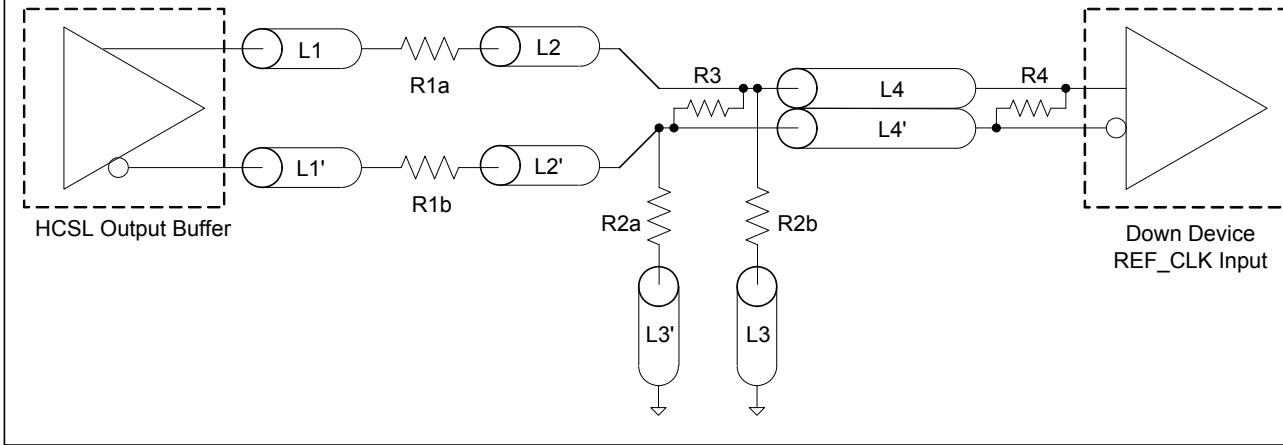 L1
R1a
L2
R3
L4
R4
L4'
L1'
R1b
L2'
HCSL Output Buffer
R2a
R2b
Down Device
REF_CLK Input
L3'
L3